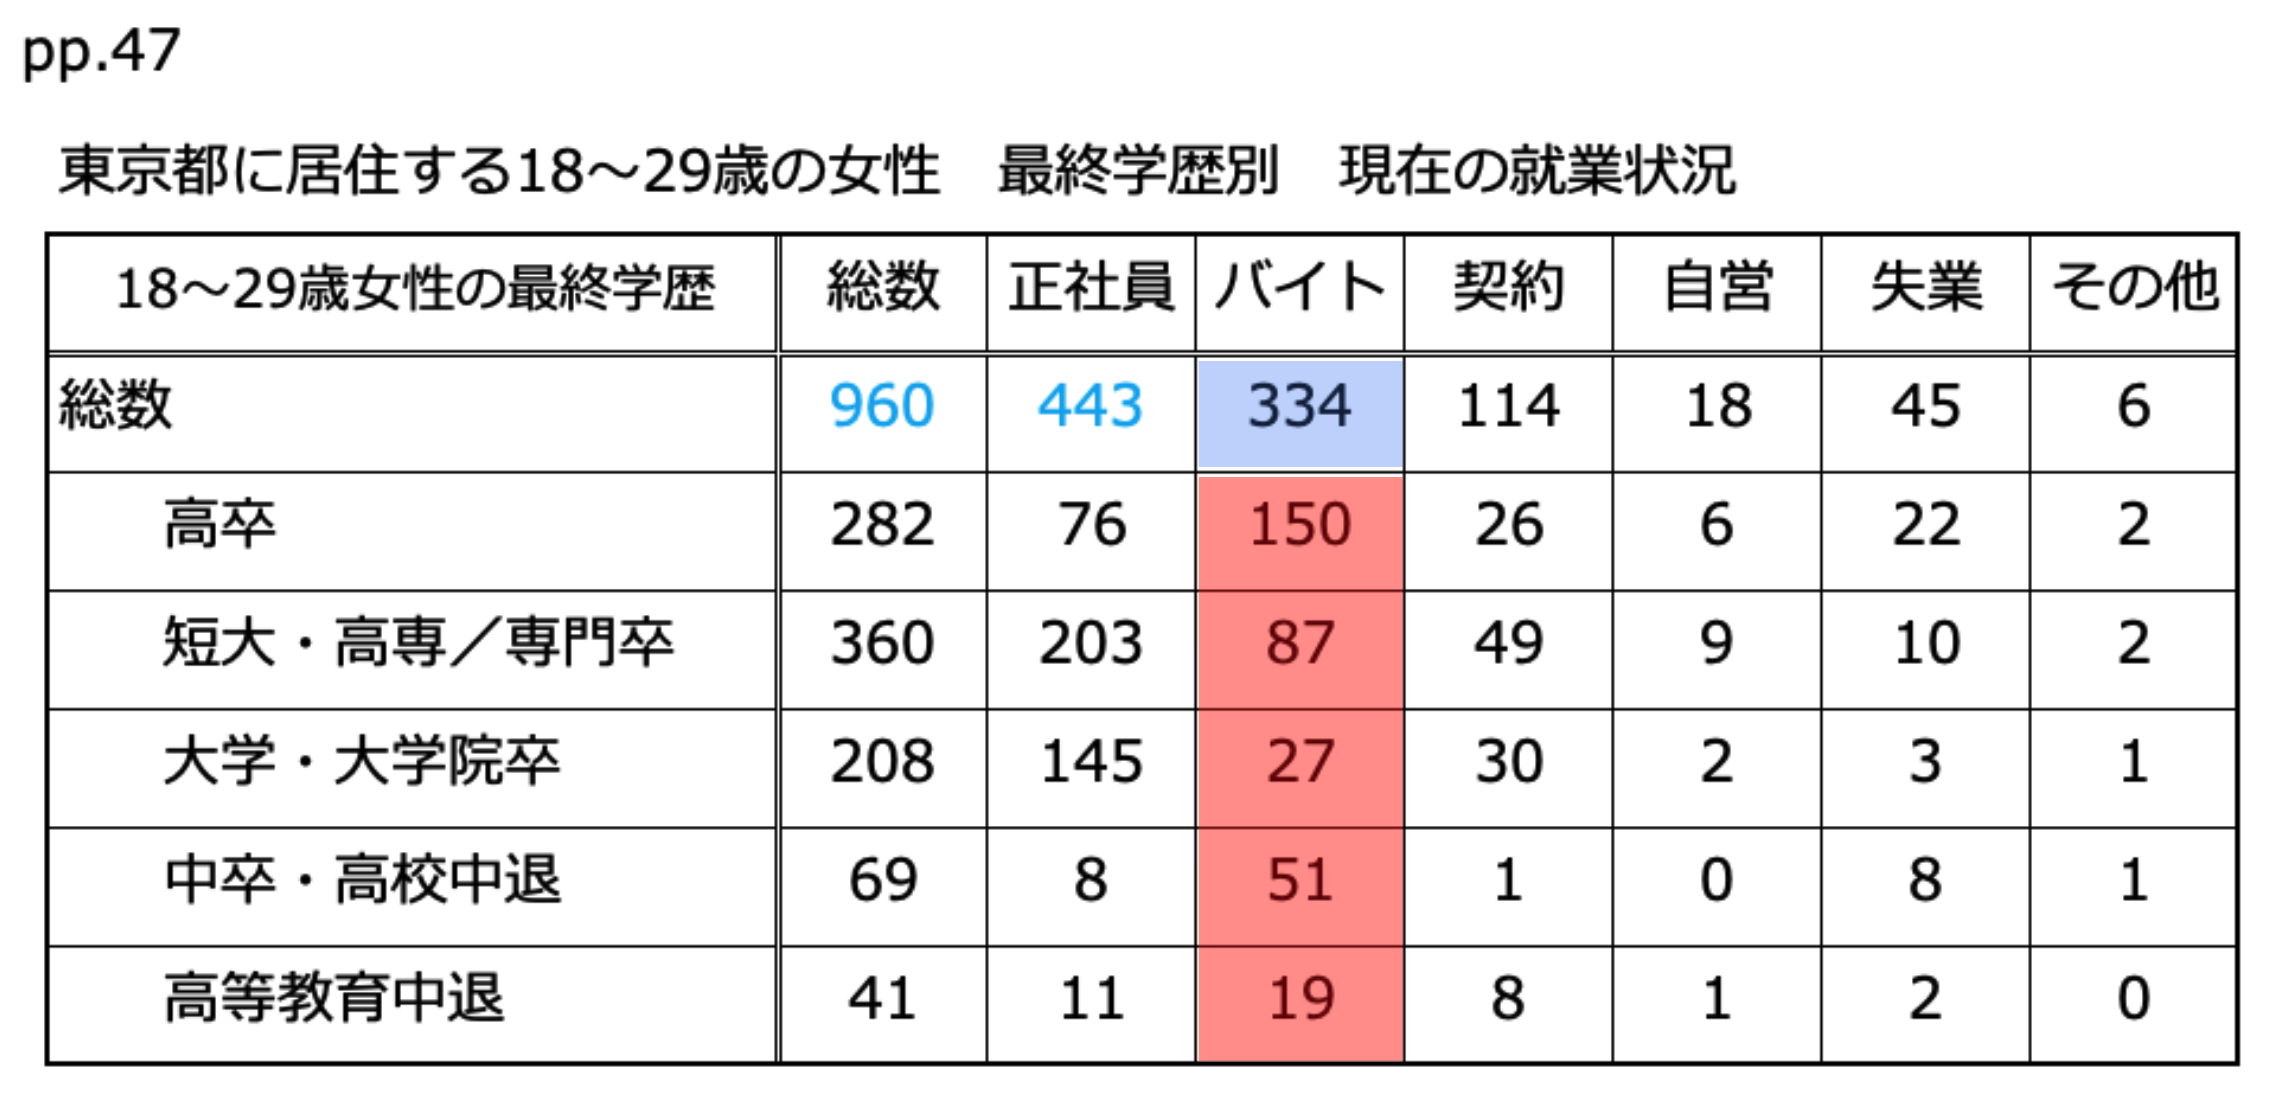 pp.47
東京都に居住する18～29歳の女性　最終学歴別　現在の就業状況
18～29歳女性の最終学歴 総数 正社員 バイト 契約 自営 失業 その他
総数 960 443 334 114 18 45 6
高卒 282 76 150 26 6 22 2
短大・高専／専門卒 360 203 87 49 9 10 2
大学・大学院卒 208 145 27 30 2 3 1
中卒・高校中退 69 8 51 1 0 8 1
高等教育中退 41 11 19 8 1 2 0